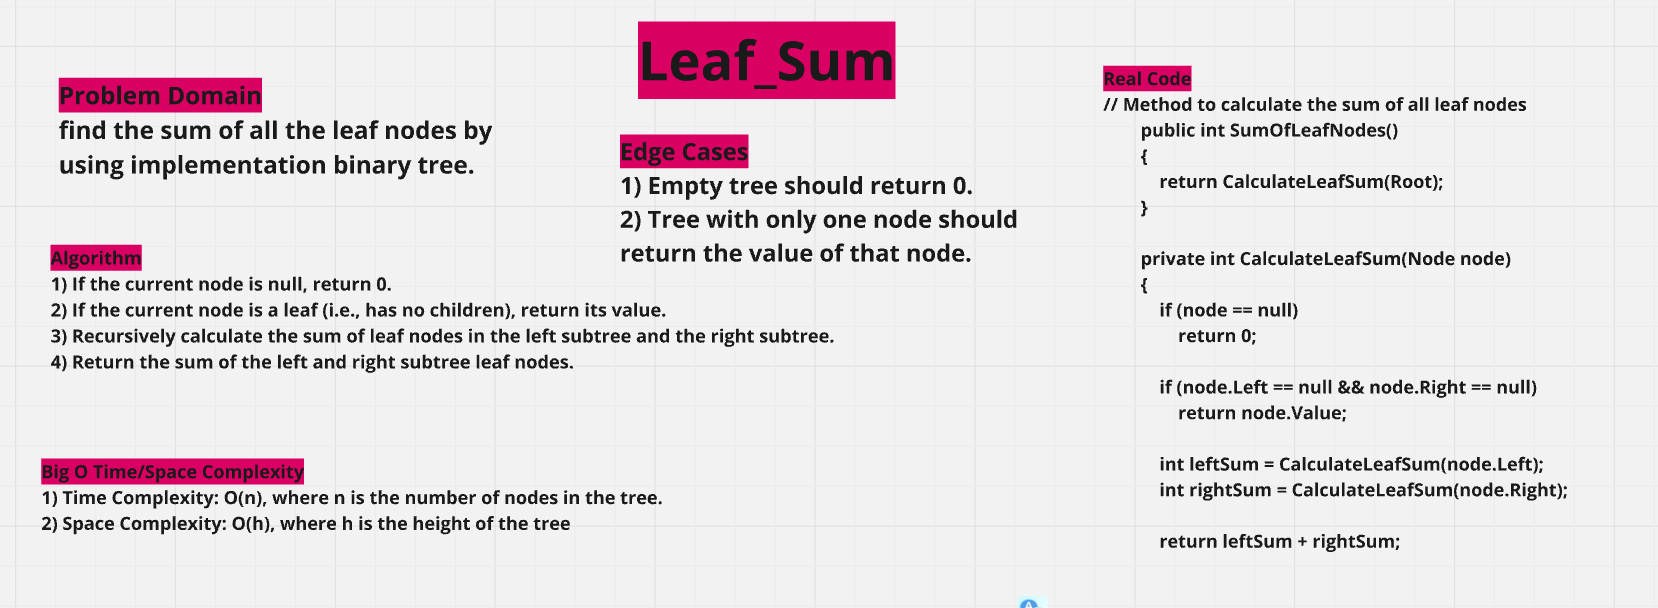 Leaf_Sum
Problem Domain
find the sum of all the leaf nodes by
using implementation binary tree.
Edge Cases
1) Empty tree should return 0.
2) Tree with only one node should
return the value of that node.
Algorithm
1) If the current node is null, return 0.
2) If the current node is a leaf (i.e., has no children), return its value.
3) Recursively calculate the sum of leaf nodes in the left subtree and the right subtree.
4) Return the sum of the left and right subtree leaf nodes.
Big O Time/Space Complexity
1) Time Complexity: O(n), where n is the number of nodes in the tree.
2) Space Complexity: O(h), where h is the height of the tree
Real Code
// Method to calculate the sum of all leaf nodes
public int SumOfLeafNodes()
{
return CalculateLeafSum(Root);
}
private int CalculateLeafSum(Node node)
{
if (node == null)
return 0;
if (node.Left == null && node.Right == null)
return node.Value;
int leftSum = CalculateLeafSum(node.Left);
int rightSum = CalculateLeafSum(node.Right);
return leftSum + rightSum;